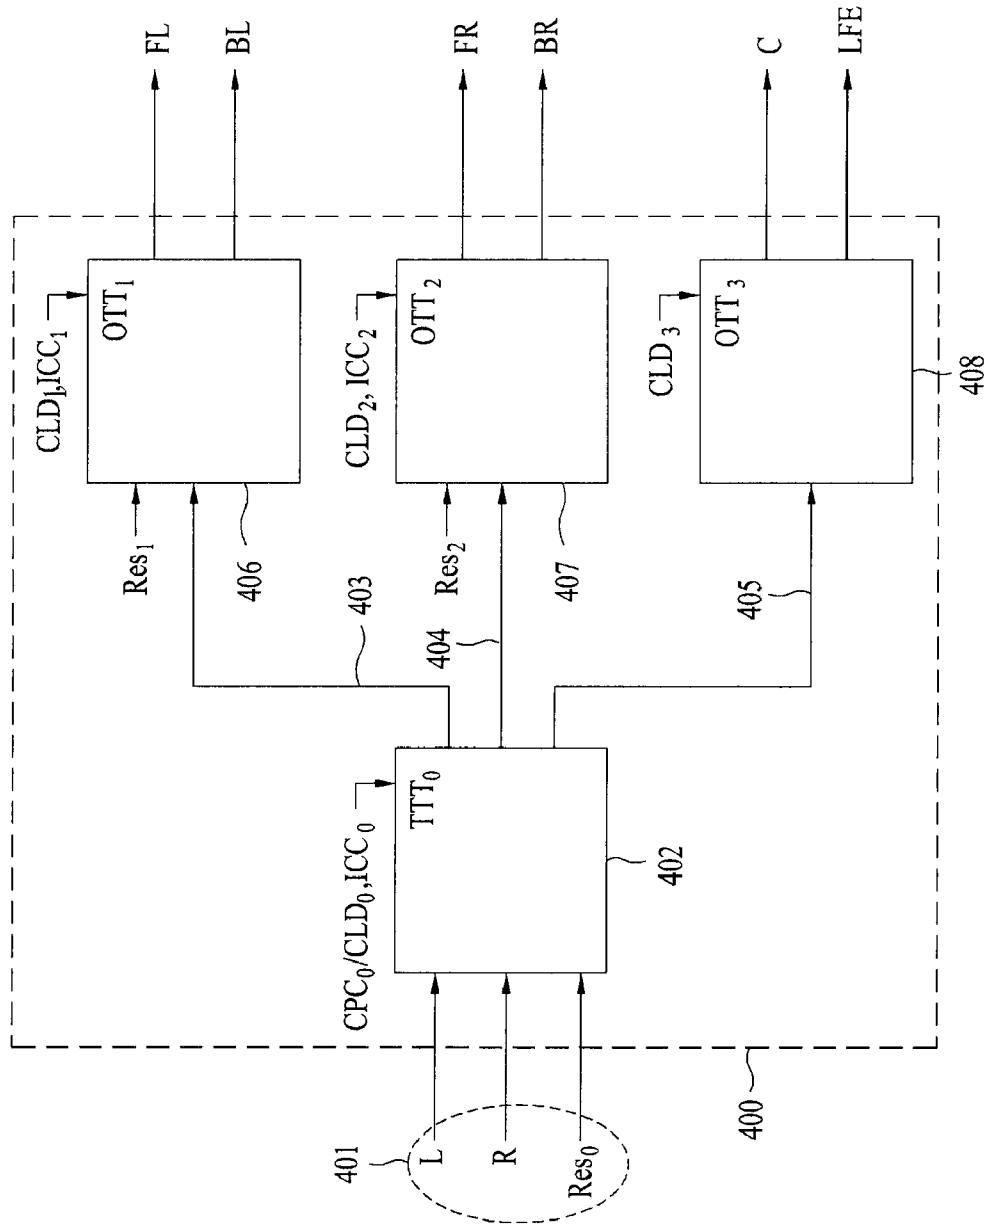 401
L
R
Res0
400
CPC0/CLD0,ICC0
TTT0
402
403
404
405
Res1
406
CLD1,ICC1
OTT1
FL
BL
Res2
407
CLD2, ICC2
OTT2
FR
BR
CLD3
OTT3
408
C
LFE